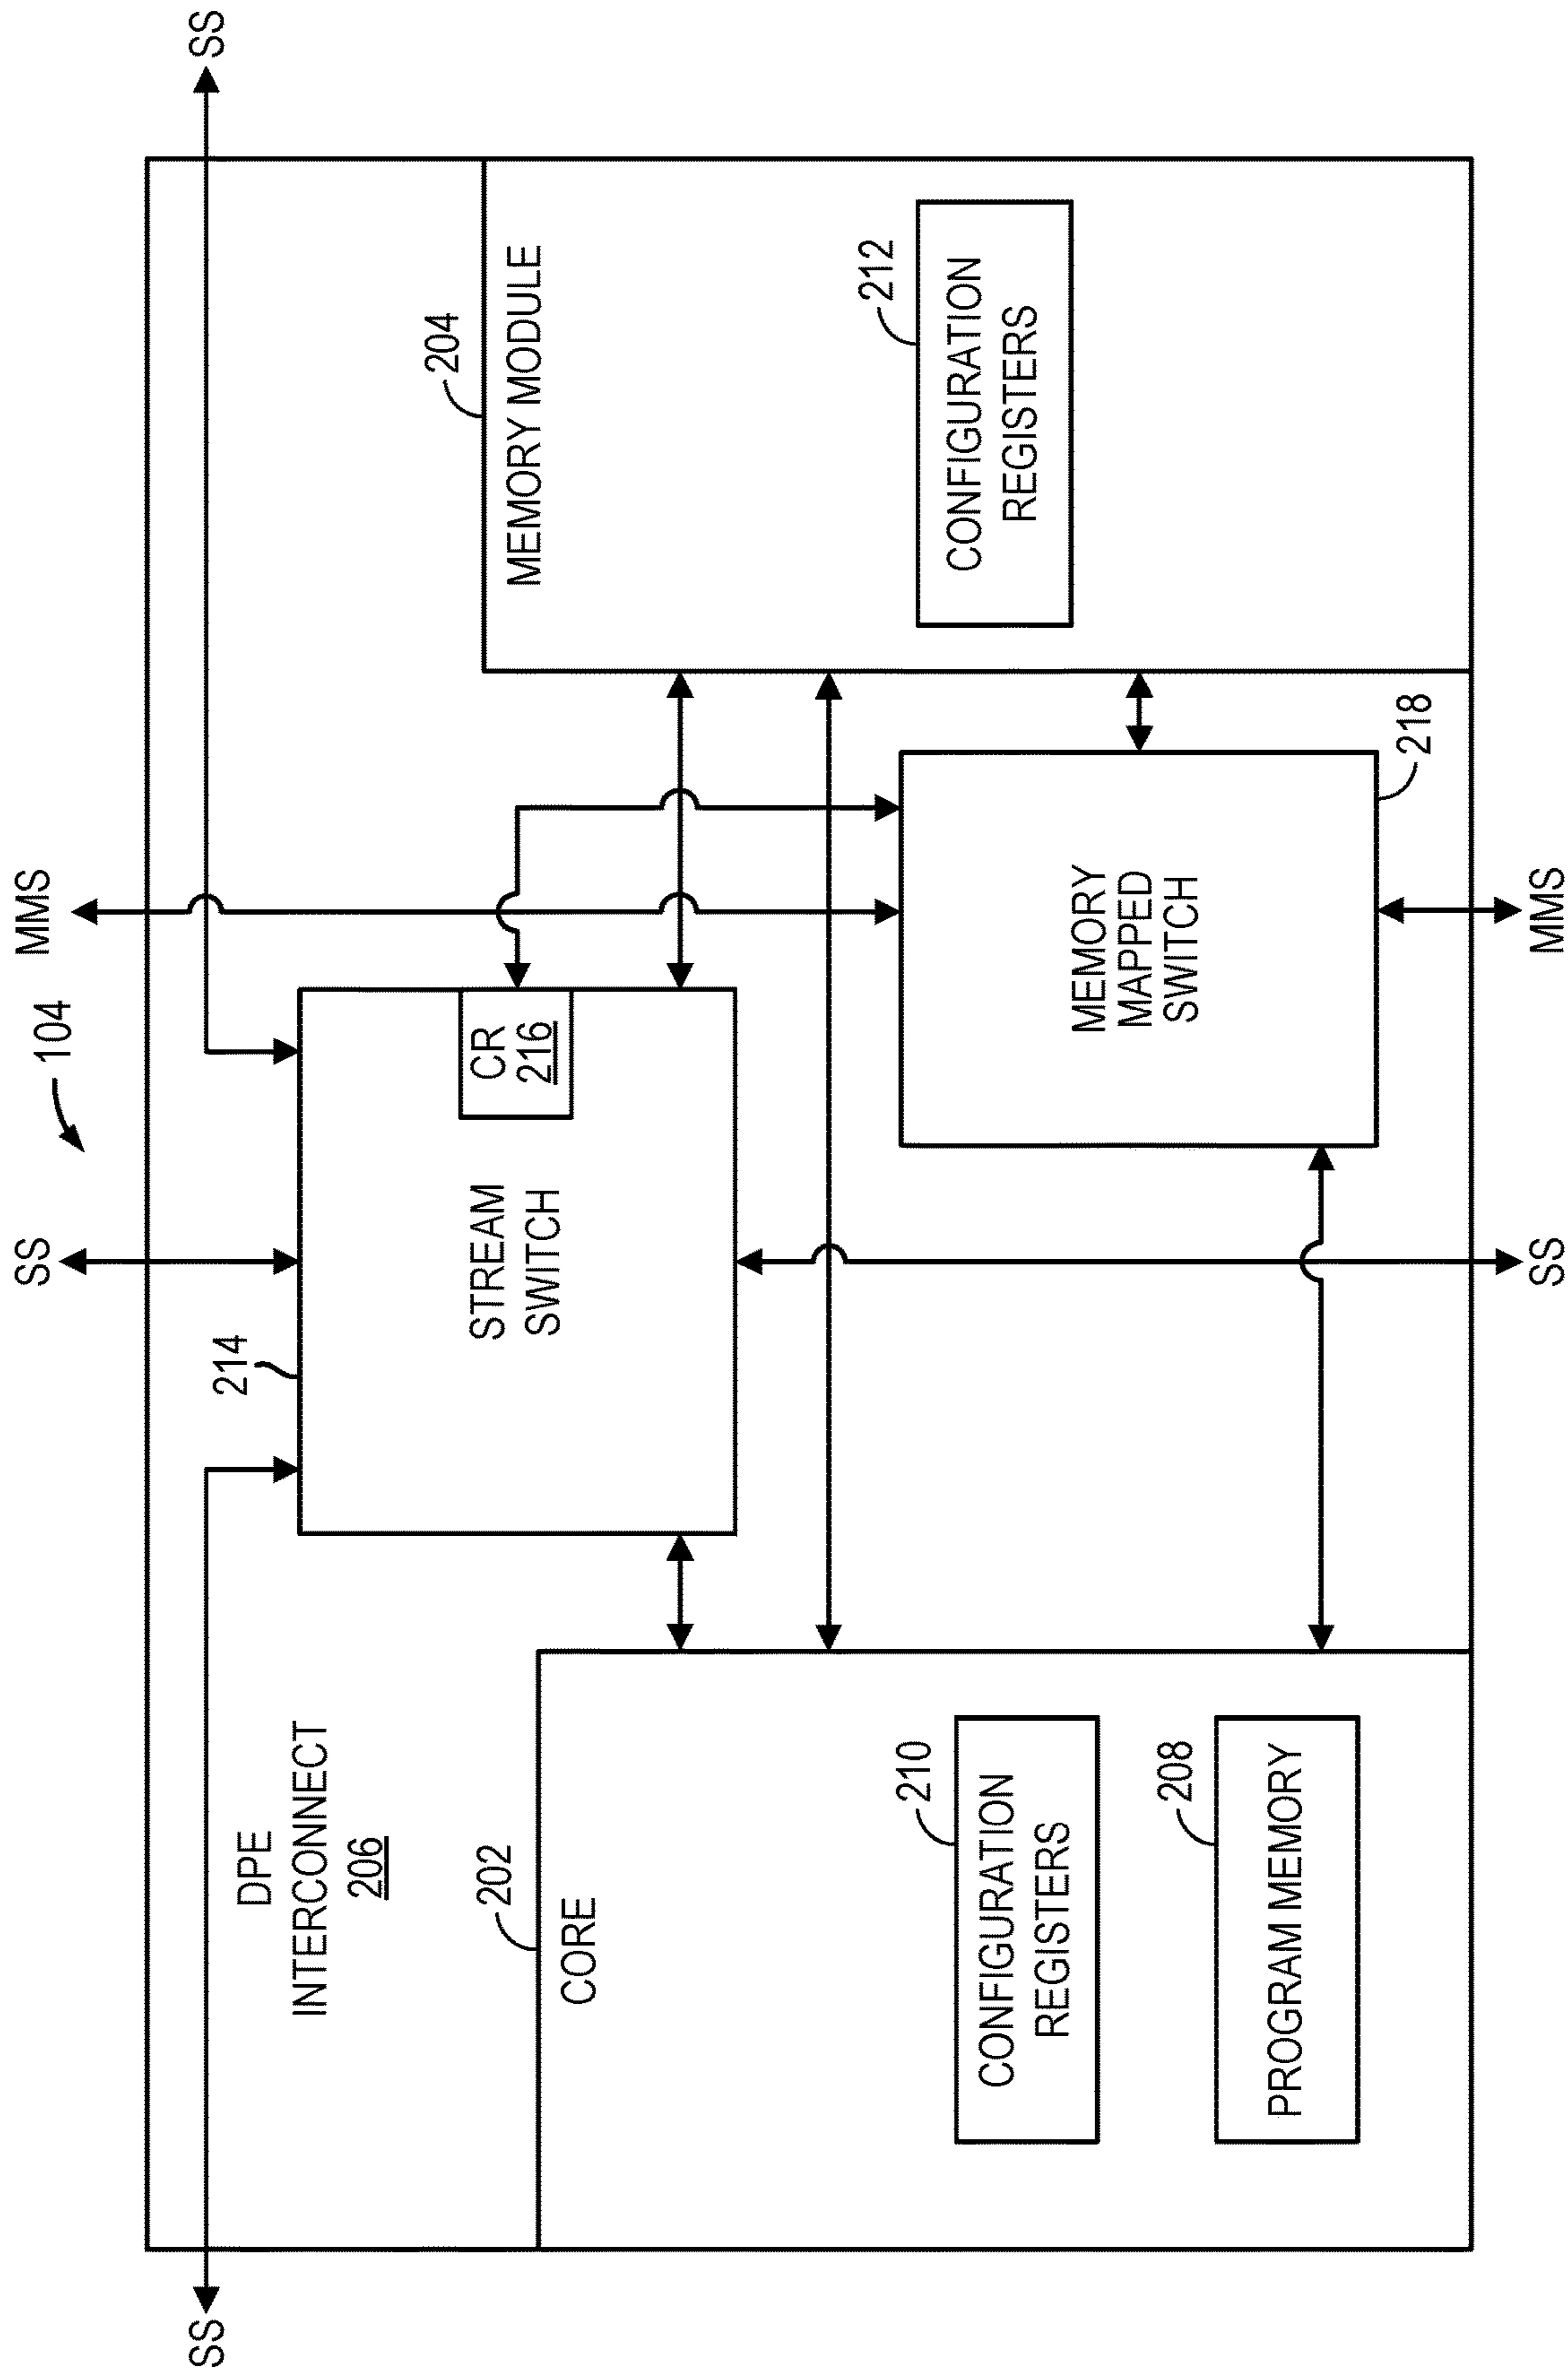 SS
MMS
104
SS
SS
214
DPE
INTERCONNECT
206
STREAM
SWITCH
CR
216
204
MEMORY MODULE
202
CORE
212
CONFIGURATION
REGISTERS
210
CONFIGURATION
REGISTERS
MEMORY
MAPPED
SWITCH
208
PROGRAM MEMORY
218
SS
MMS